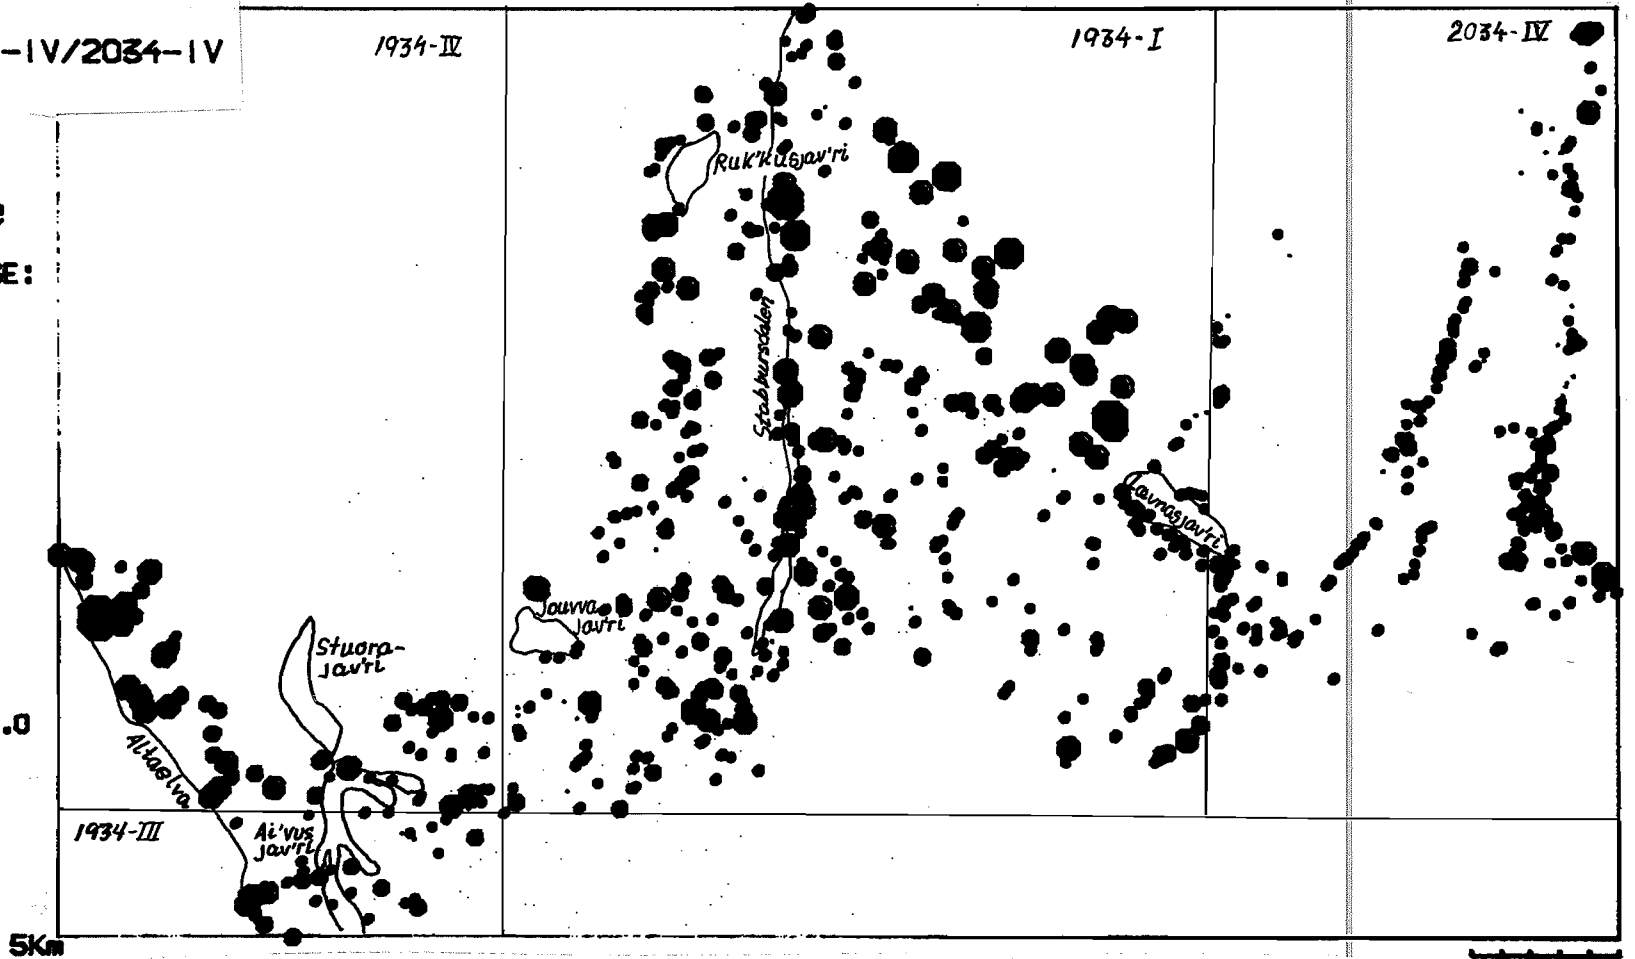 -IV/2034-IV
1934-IV
1934-I
2034-IV
Ruk'kusjav'ri
E:
Stabbursdalen
Lævnasjav'ri
Jouvva
jav'ri
Stuora-
jav'ri
.0
Altaelva
1934-III
Ai'vus
jav'ri
5Km